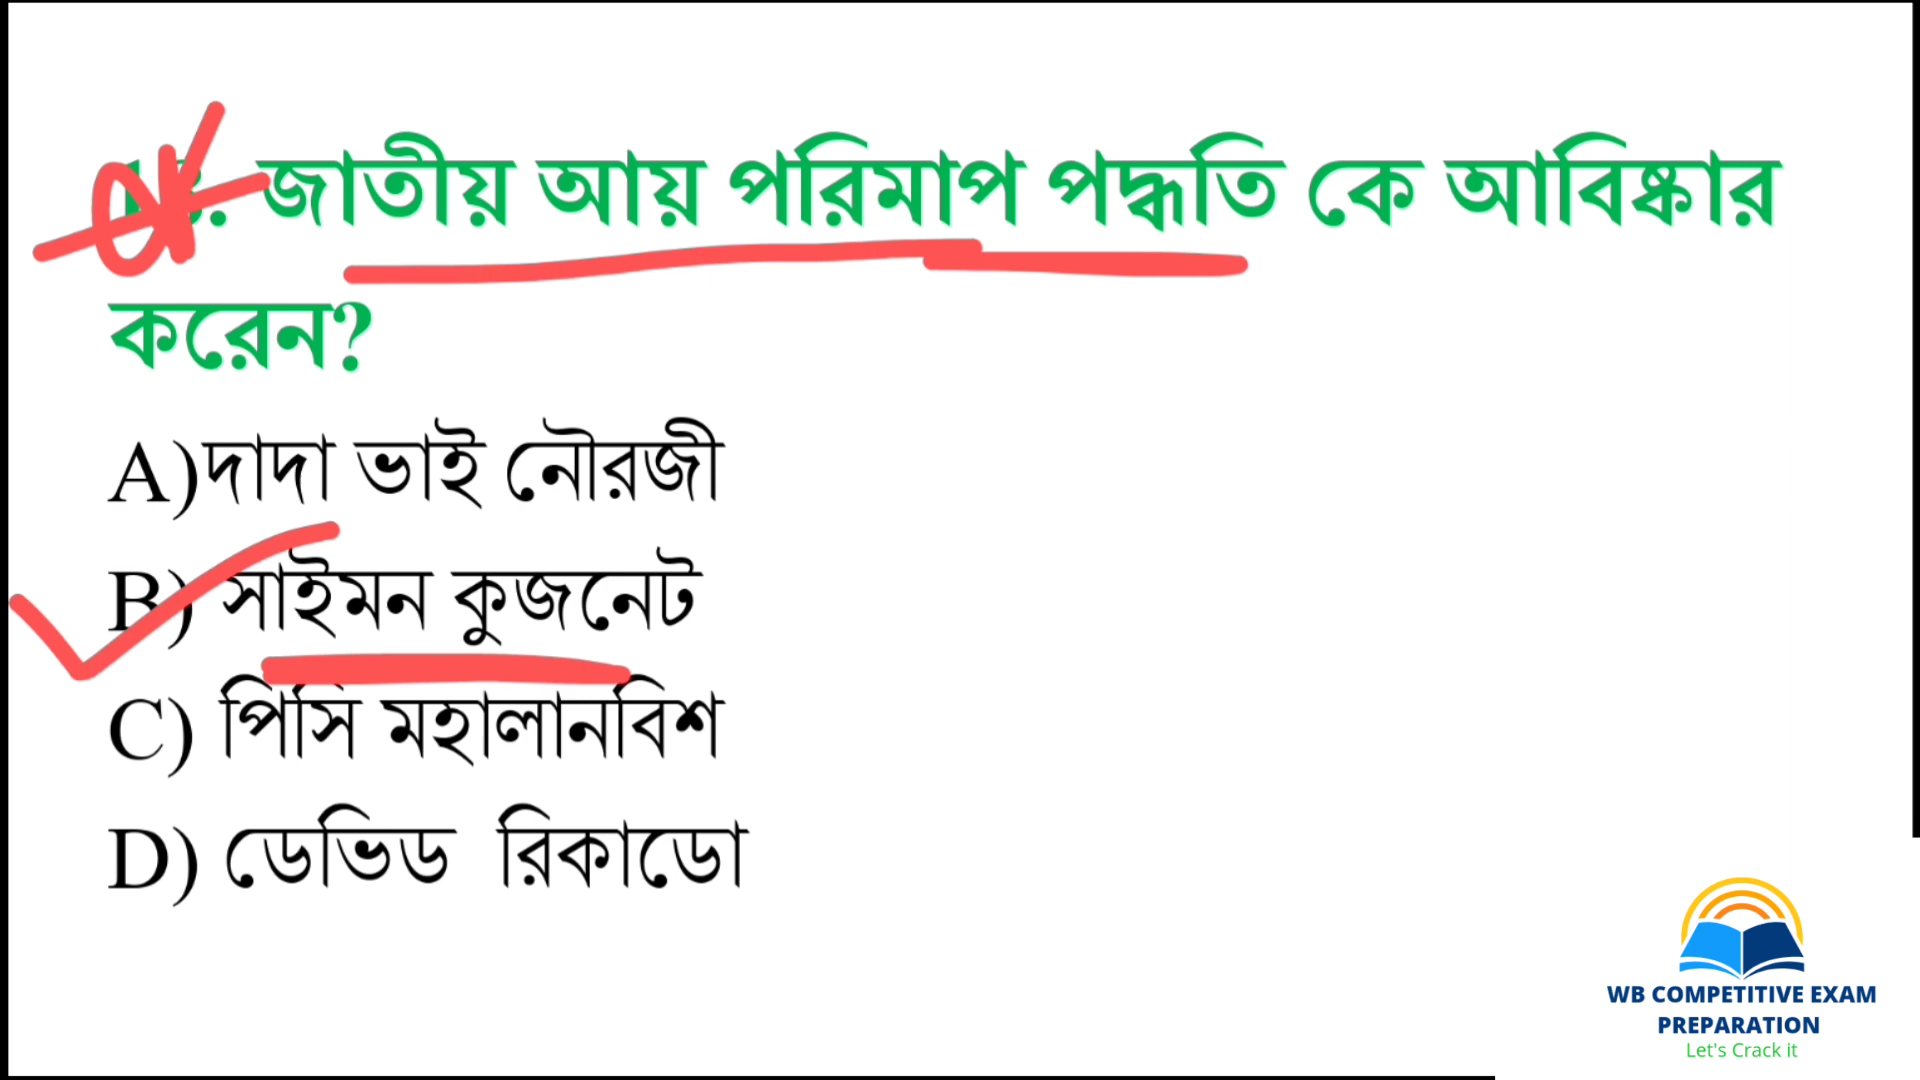 জাতীয় আয় পরিমাপ পদ্ধতি কে আবিষ্কার
করেন?
A)দাদা ভাই নৌরজী
B) সাইমন কুজনেট
C) পিসি মহালানবিশ
D) ডেভিড রিকাডো
WB COMPETITIVE EXAM
PREPARATION
Let's Crack it